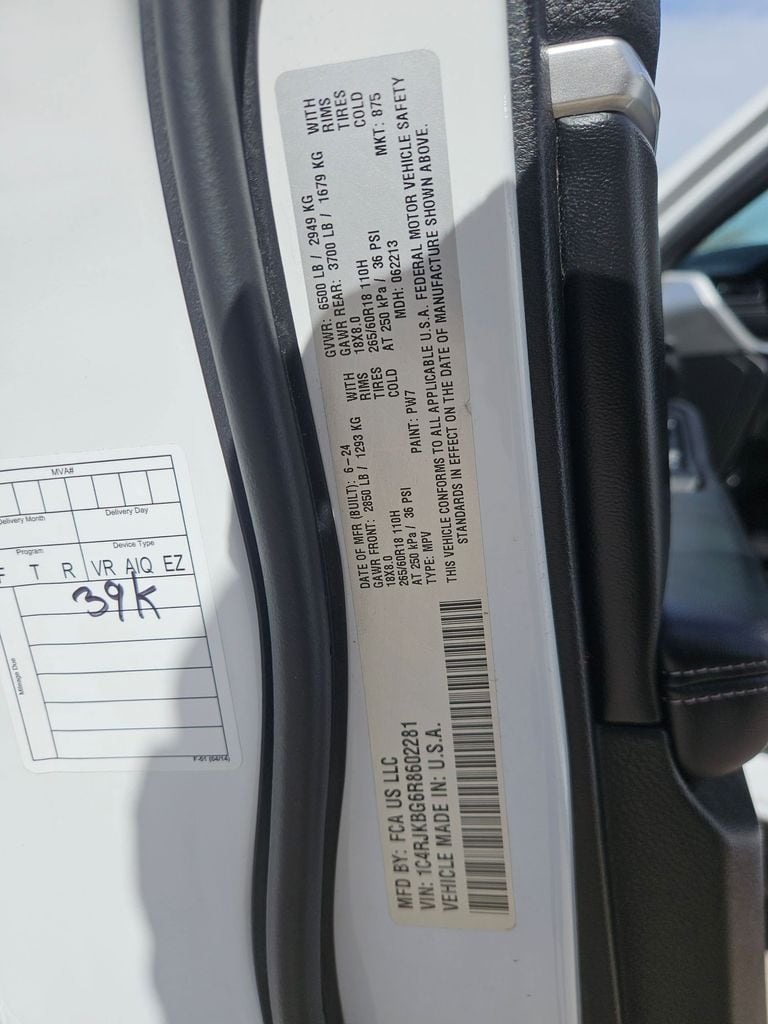 MFD BY: FCA US LLC
VIN: 1C4RJKBG6R8602281
VEHICLE MADE IN: U.S.A.
DATE OF MFR (BUILT): 6-24
GAWR FRONT: 2850 LB / 1293 KG WITH
18X8.0 RIMS
265/60R18 110H TIRES
AT 250 kPa / 36 PSI COLD
TYPE: MPV PAINT: PW7
GVWR: 6500 LB / 2949 KG
GAWR REAR: 3700 LB / 1679 KG WITH
18X8.0 RIMS
265/60R18 110H TIRES
AT 250 kPa / 36 PSI COLD
MDH: 062213 MKT: 875
THIS VEHICLE CONFORMS TO ALL APPLICABLE U.S.A. FEDERAL MOTOR VEHICLE SAFETY
STANDARDS IN EFFECT ON THE DATE OF MANUFACTURE SHOWN ABOVE.
MVA#
Delivery Month Delivery Day
Program Device Type
F T R VR AIQ EZ
39K
Mileage Due
F-51 (04/14)